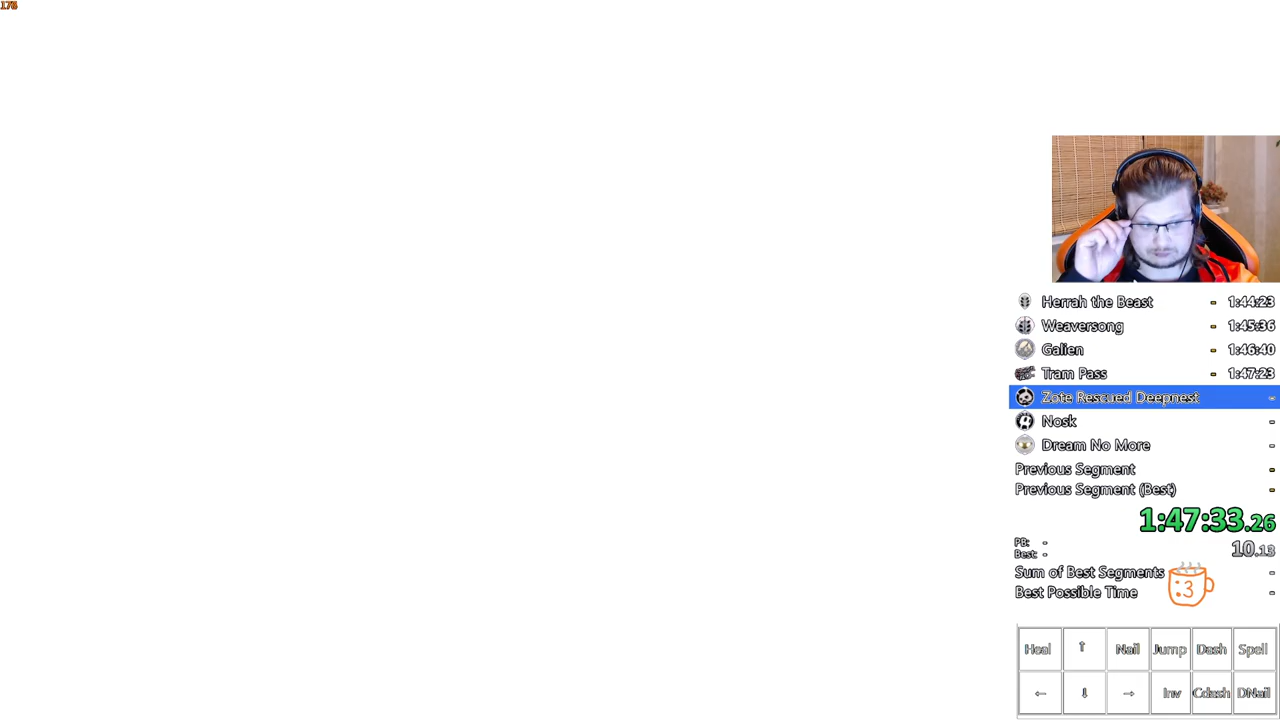 178
Herrah the Beast - 1:44:23
Weaversong - 1:45:36
Galien - 1:46:40
Tram Pass - 1:47:23
Zote Rescued Deepnest -
Nosk -
Dream No More -
Previous Segment -
Previous Segment (Best) -
1:47:33.26
PB: -
Best: -
10.13
Sum of Best Segments -
Best Possible Time -
:3
Heal ↑ Nail Jump Dash Spell
← ↓ → Inv Cdash DNail